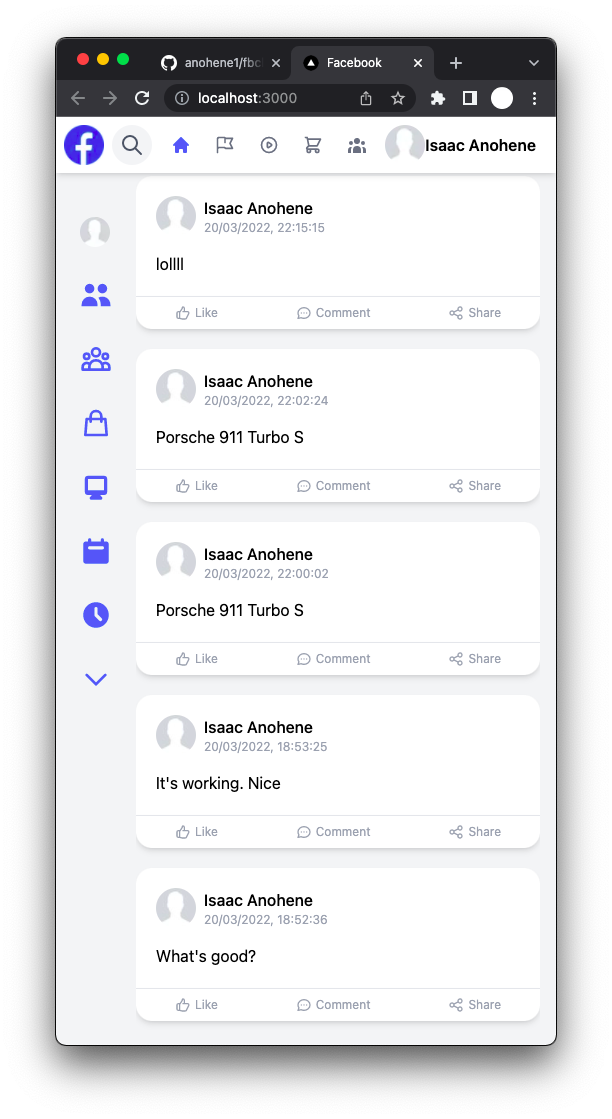 anohene1/fbc
Facebook
localhost:3000
Isaac Anohene
Isaac Anohene
20/03/2022, 22:15:15
lollll
Like Comment Share
Isaac Anohene
20/03/2022, 22:02:24
Porsche 911 Turbo S
Like Comment Share
Isaac Anohene
20/03/2022, 22:00:02
Porsche 911 Turbo S
Like Comment Share
Isaac Anohene
20/03/2022, 18:53:25
It's working. Nice
Like Comment Share
Isaac Anohene
20/03/2022, 18:52:36
What's good?
Like Comment Share